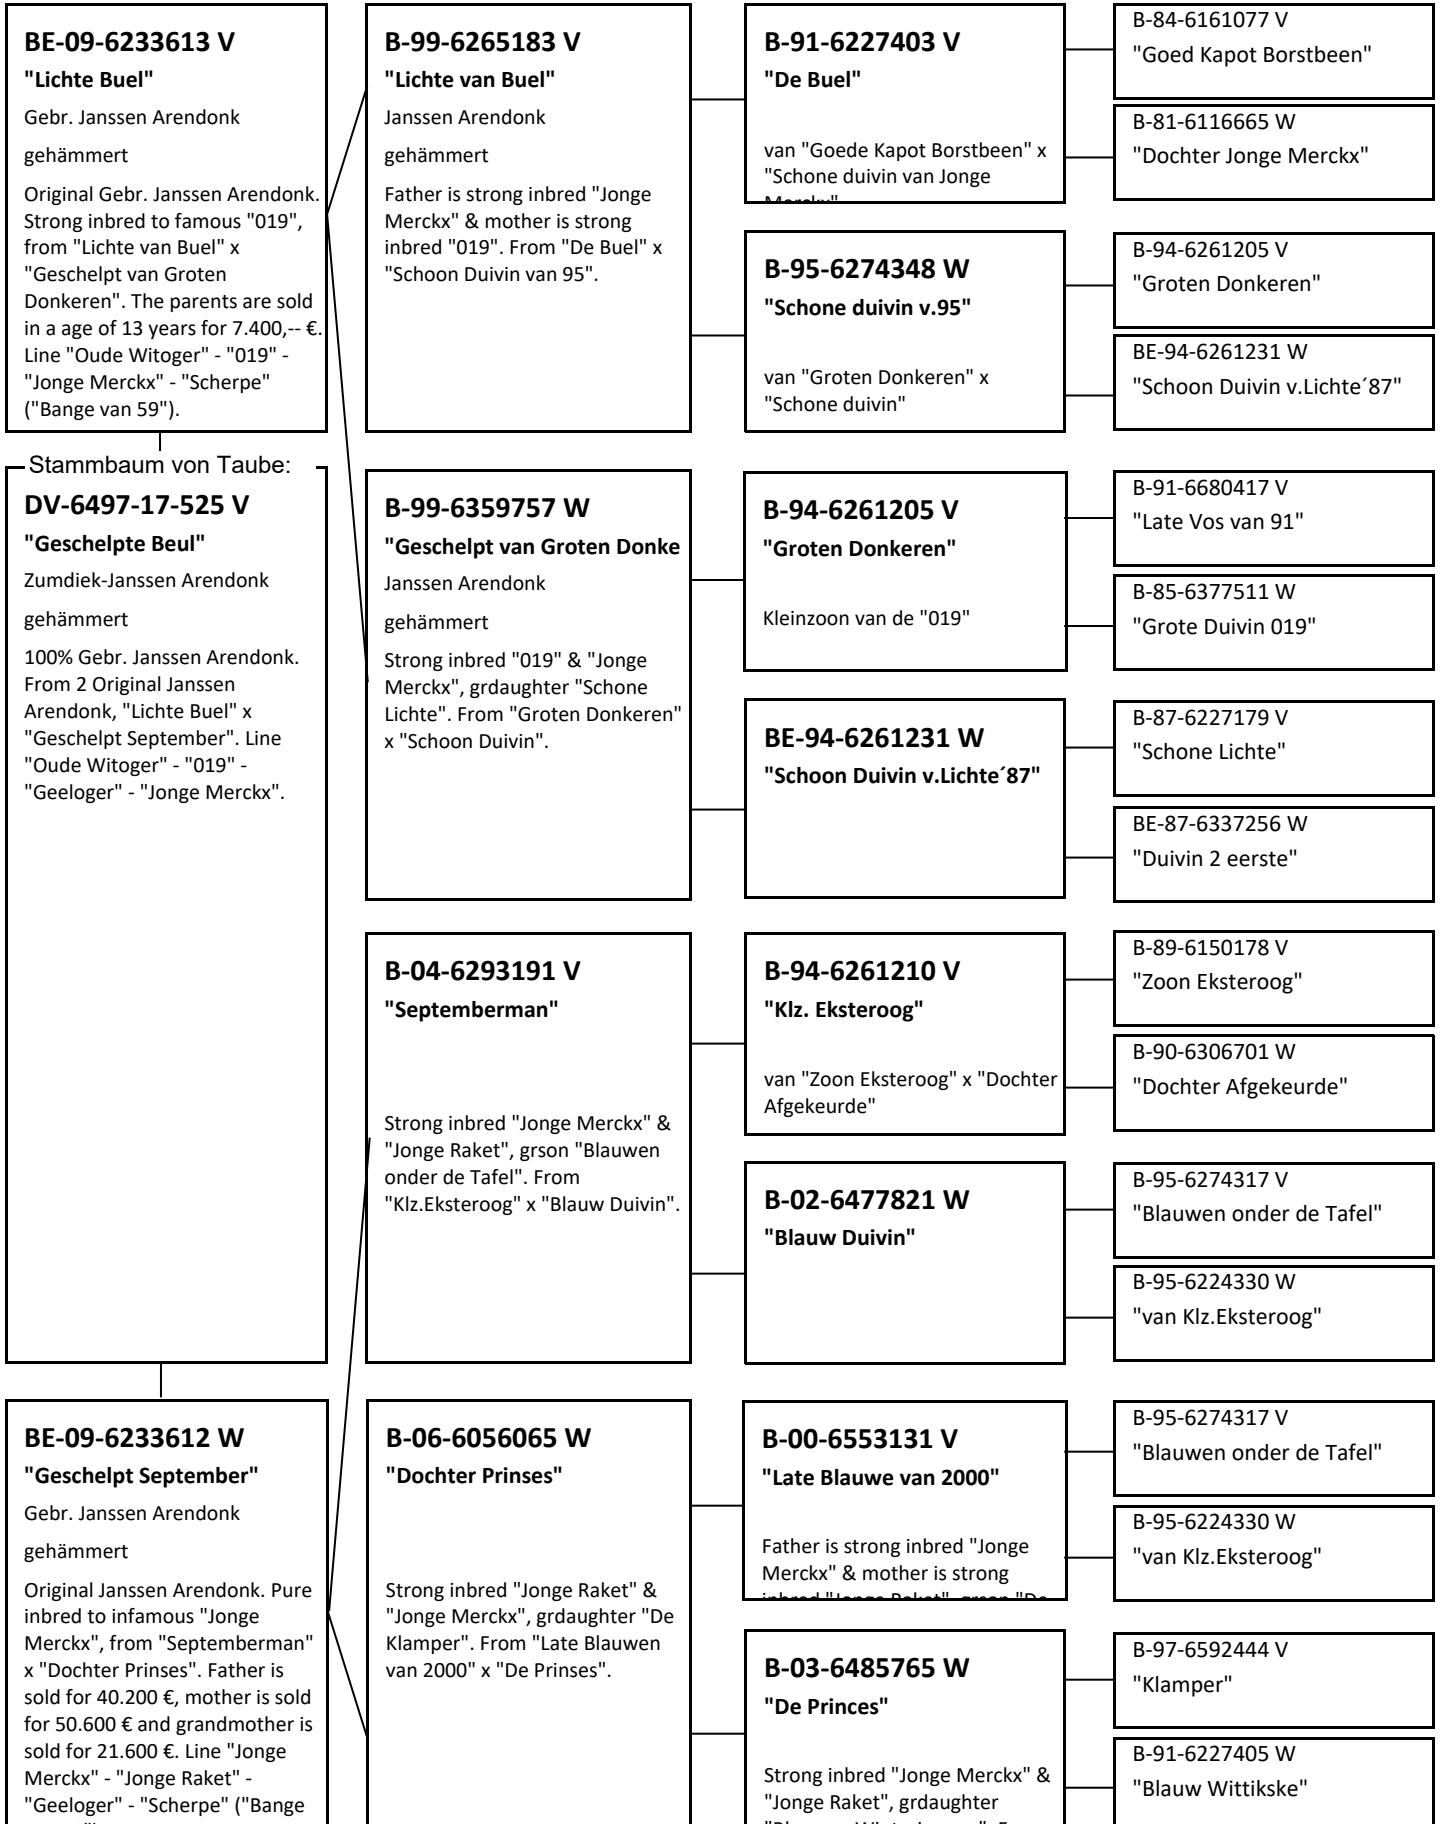 BE-09-6233613 V
"Lichte Buel"
Gebr. Janssen Arendonk
gehämmert
Original Gebr. Janssen Arendonk.
Strong inbred to famous "019",
from "Lichte van Buel" x
"Geschelpt van Groten
Donkeren". The parents are sold
in a age of 13 years for 7.400,-- €.
Line "Oude Witoger" - "019" -
"Jonge Merckx" - "Scherpe"
("Bange van 59").
Stammbaum von Taube:
DV-6497-17-525 V
"Geschelpte Beul"
Zumdiek-Janssen Arendonk
gehämmert
100% Gebr. Janssen Arendonk.
From 2 Original Janssen
Arendonk, "Lichte Buel" x
"Geschelpt September". Line
"Oude Witoger" - "019" -
"Geeloger" - "Jonge Merckx".
BE-09-6233612 W
"Geschelpt September"
Gebr. Janssen Arendonk
gehämmert
Original Janssen Arendonk. Pure
inbred to infamous "Jonge
Merckx", from "Septemberman"
x "Dochter Prinses". Father is
sold for 40.200 €, mother is sold
for 50.600 € and grandmother is
sold for 21.600 €. Line "Jonge
Merckx" - "Jonge Raket" -
"Geeloger" - "Scherpe" ("Bange
B-99-6265183 V
"Lichte van Buel"
Janssen Arendonk
gehämmert
Father is strong inbred "Jonge
Merckx" & mother is strong
inbred "019". From "De Buel" x
"Schoon Duivin van 95".
B-99-6359757 W
"Geschelpt van Groten Donke
Janssen Arendonk
gehämmert
Strong inbred "019" & "Jonge
Merckx", grdaughter "Schone
Lichte". From "Groten Donkeren"
x "Schoon Duivin".
B-04-6293191 V
"Septemberman"
Strong inbred "Jonge Merckx" &
"Jonge Raket", grson "Blauwen
onder de Tafel". From
"Klz.Eksteroog" x "Blauw Duivin".
B-06-6056065 W
"Dochter Prinses"
Strong inbred "Jonge Raket" &
"Jonge Merckx", grdaughter "De
Klamper". From "Late Blauwen
van 2000" x "De Prinses".
B-91-6227403 V
"De Buel"
van "Goede Kapot Borstbeen" x
"Schone duivin van Jonge
Merckx"
B-95-6274348 W
"Schone duivin v.95"
van "Groten Donkeren" x
"Schone duivin"
B-94-6261205 V
"Groten Donkeren"
Kleinzoon van de "019"
BE-94-6261231 W
"Schoon Duivin v.Lichte´87"
B-94-6261210 V
"Klz. Eksteroog"
van "Zoon Eksteroog" x "Dochter
Afgekeurde"
B-02-6477821 W
"Blauw Duivin"
B-00-6553131 V
"Late Blauwe van 2000"
Father is strong inbred "Jonge
Merckx" & mother is strong
inbred "Jonge Raket", grson "De
B-03-6485765 W
"De Princes"
Strong inbred "Jonge Merckx" &
"Jonge Raket", grdaughter
B-84-6161077 V
"Goed Kapot Borstbeen"
B-81-6116665 W
"Dochter Jonge Merckx"
B-94-6261205 V
"Groten Donkeren"
BE-94-6261231 W
"Schoon Duivin v.Lichte´87"
B-91-6680417 V
"Late Vos van 91"
B-85-6377511 W
"Grote Duivin 019"
B-87-6227179 V
"Schone Lichte"
BE-87-6337256 W
"Duivin 2 eerste"
B-89-6150178 V
"Zoon Eksteroog"
B-90-6306701 W
"Dochter Afgekeurde"
B-95-6274317 V
"Blauwen onder de Tafel"
B-95-6224330 W
"van Klz.Eksteroog"
B-95-6274317 V
"Blauwen onder de Tafel"
B-95-6224330 W
"van Klz.Eksteroog"
B-97-6592444 V
"Klamper"
B-91-6227405 W
"Blauw Wittikske"